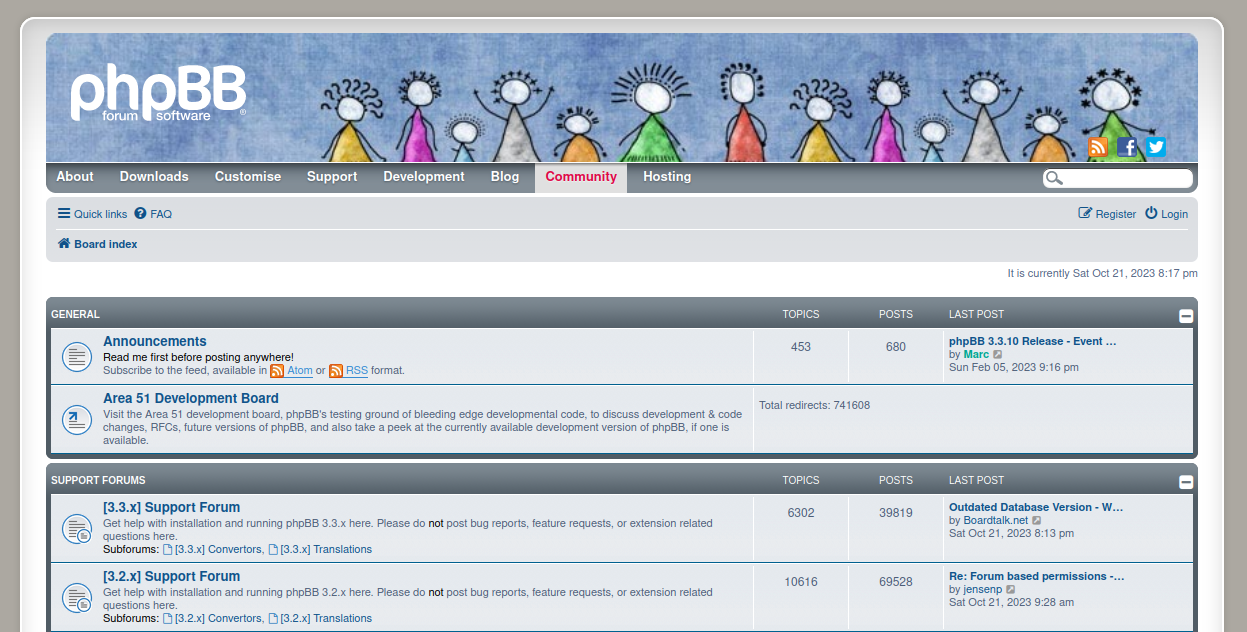 phpBB®
forum software
About Downloads Customise Support Development Blog Community Hosting
Quick links FAQ Register Login
Board index
It is currently Sat Oct 21, 2023 8:17 pm
GENERAL TOPICS POSTS LAST POST
Announcements
Read me first before posting anywhere!
Subscribe to the feed, available in Atom or RSS format.
453
680
phpBB 3.3.10 Release - Event …
by Marc
Sun Feb 05, 2023 9:16 pm
Area 51 Development Board
Visit the Area 51 development board, phpBB's testing ground of bleeding edge developmental code, to discuss development & code
changes, RFCs, future versions of phpBB, and also take a peek at the currently available development version of phpBB, if one is
available.
Total redirects: 741608
SUPPORT FORUMS TOPICS POSTS LAST POST
[3.3.x] Support Forum
Get help with installation and running phpBB 3.3.x here. Please do not post bug reports, feature requests, or extension related
questions here.
Subforums: [3.3.x] Convertors, [3.3.x] Translations
6302
39819
Outdated Database Version - W…
by Boardtalk.net
Sat Oct 21, 2023 8:13 pm
[3.2.x] Support Forum
Get help with installation and running phpBB 3.2.x here. Please do not post bug reports, feature requests, or extension related
questions here.
Subforums: [3.2.x] Convertors, [3.2.x] Translations
10616
69528
Re: Forum based permissions -…
by jensenp
Sat Oct 21, 2023 9:28 am